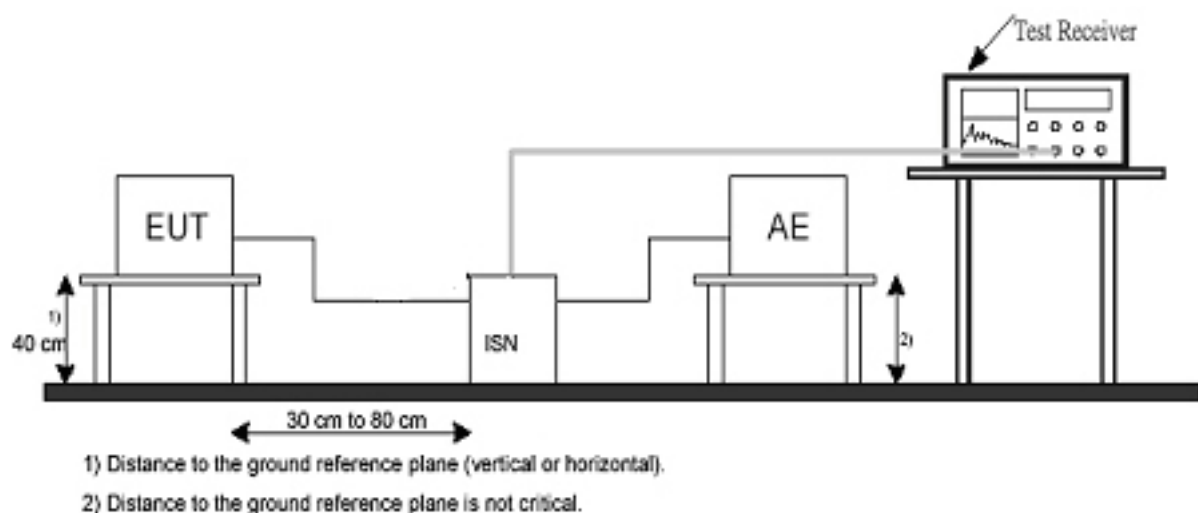 Test Receiver
EUT
AE
1)
40 cm
ISN
2)
30 cm to 80 cm
1) Distance to the ground reference plane (vertical or horizontal).
2) Distance to the ground reference plane is not critical.